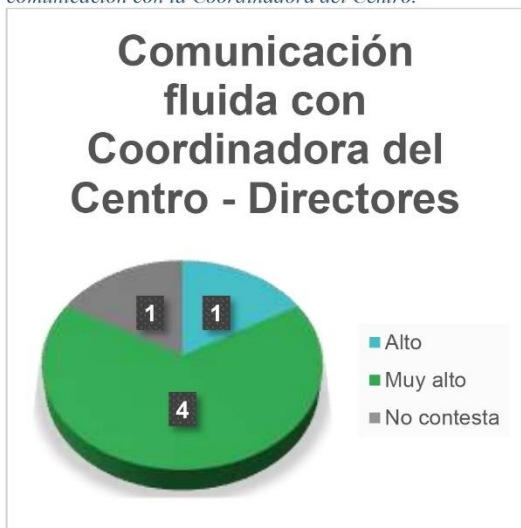 comunicación con la Coordinadora del Centro.
Comunicación
fluida con
Coordinadora del
Centro - Directores
1
1
4
Alto
Muy alto
No contesta